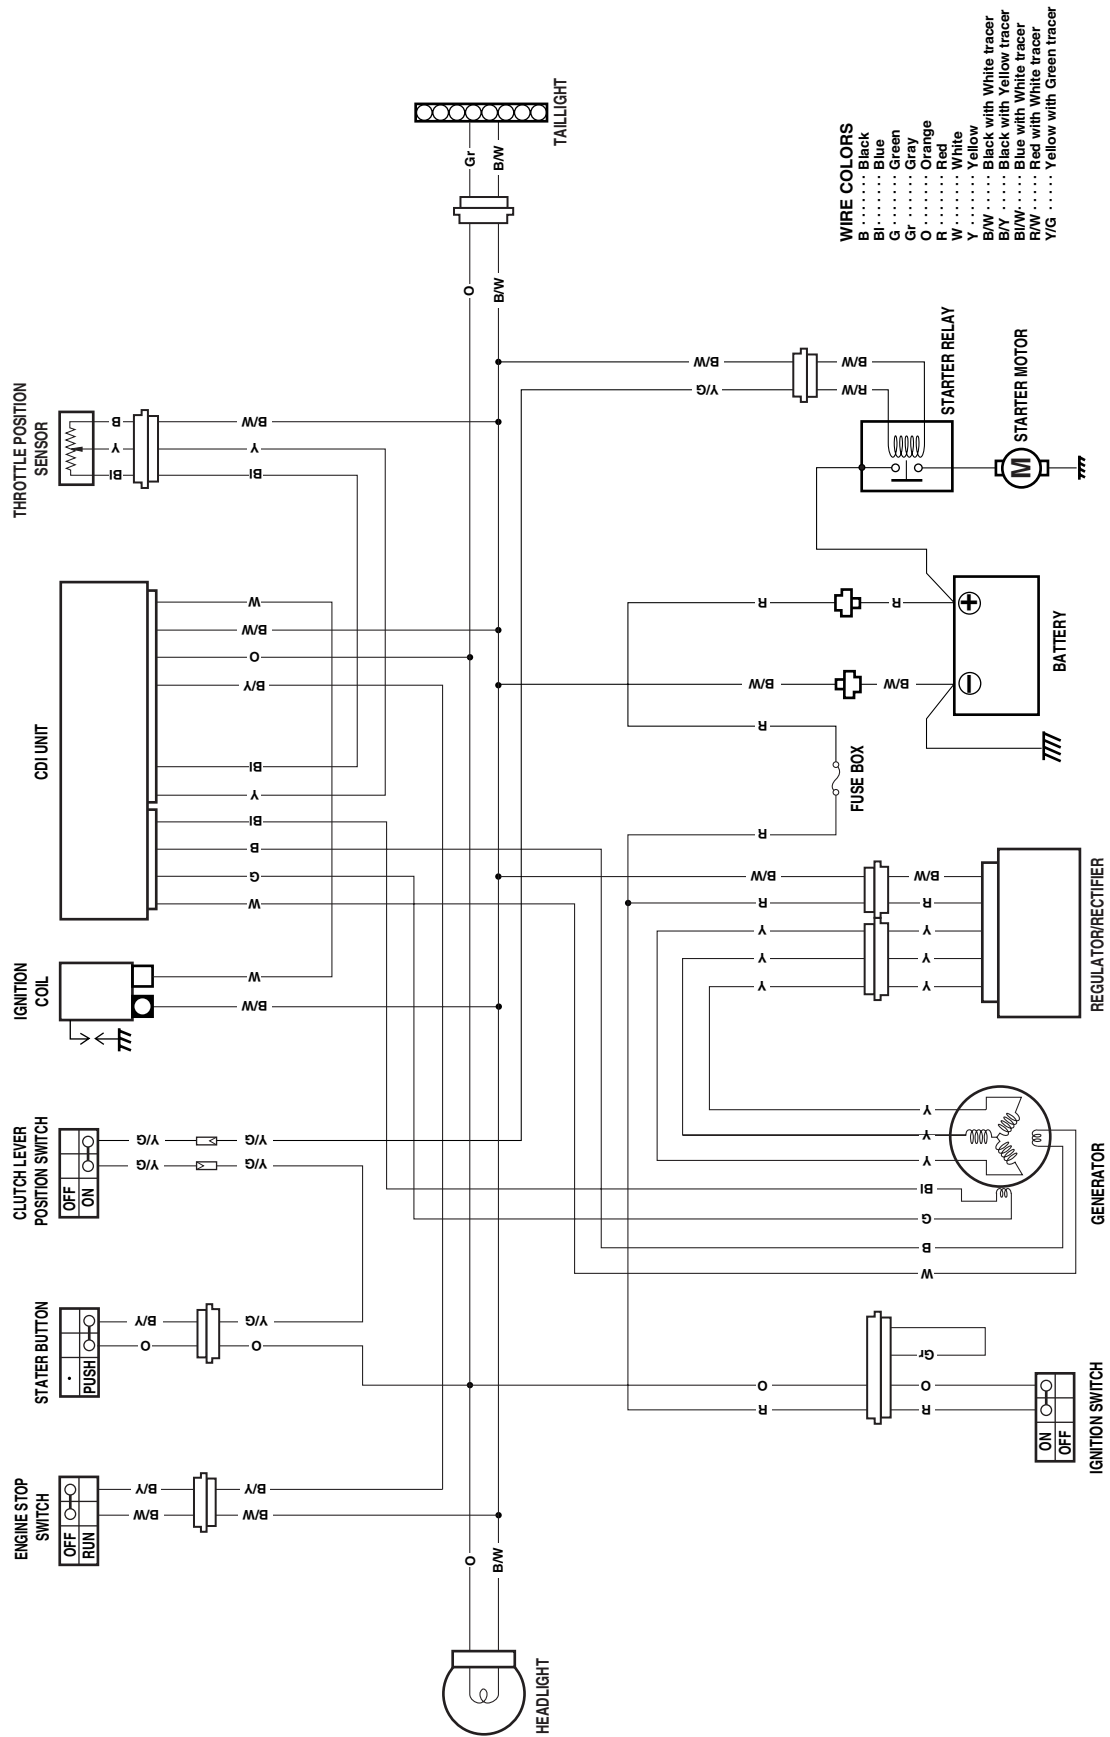 THROTTLE POSITION
SENSOR
CDI UNIT
IGNITION
COIL
CLUTCH LEVER
POSITION SWITCH
OFF
ON
STATER BUTTON
·
PUSH
ENGINE STOP
SWITCH
OFF
RUN
B
Y
Bl
B/W
Y
Bl
W
B/W
O
B/Y
Bl
Y
Bl
B
G
W
W
B/W
Y/G
Y/G
Y/G
Y/G
B/Y
Y/G
O
O
B/Y
B/Y
B/W
B/W
TAILLIGHT
Gr
B/W
O
B/W
O
B/W
HEADLIGHT
B/W
B/W
Y/G
R/W
STARTER RELAY
M
STARTER MOTOR
R
R
B/W
B/W
BATTERY
R
FUSE BOX
R
B/W
B/W
R
R
Y
Y
Y
Y
Y
Y
REGULATOR/RECTIFIER
Y
Y
Y
Bl
G
B
W
GENERATOR
Gr
O
O
R
R
ON
OFF
IGNITION SWITCH
WIRE COLORS
B ....... Black
Bl ....... Blue
G ....... Green
Gr ....... Gray
O ....... Orange
R ....... Red
W ....... White
Y ....... Yellow
B/W ..... Black with White tracer
B/Y ..... Black with Yellow tracer
Bl/W ..... Blue with White tracer
R/W ..... Red with White tracer
Y/G ..... Yellow with Green tracer